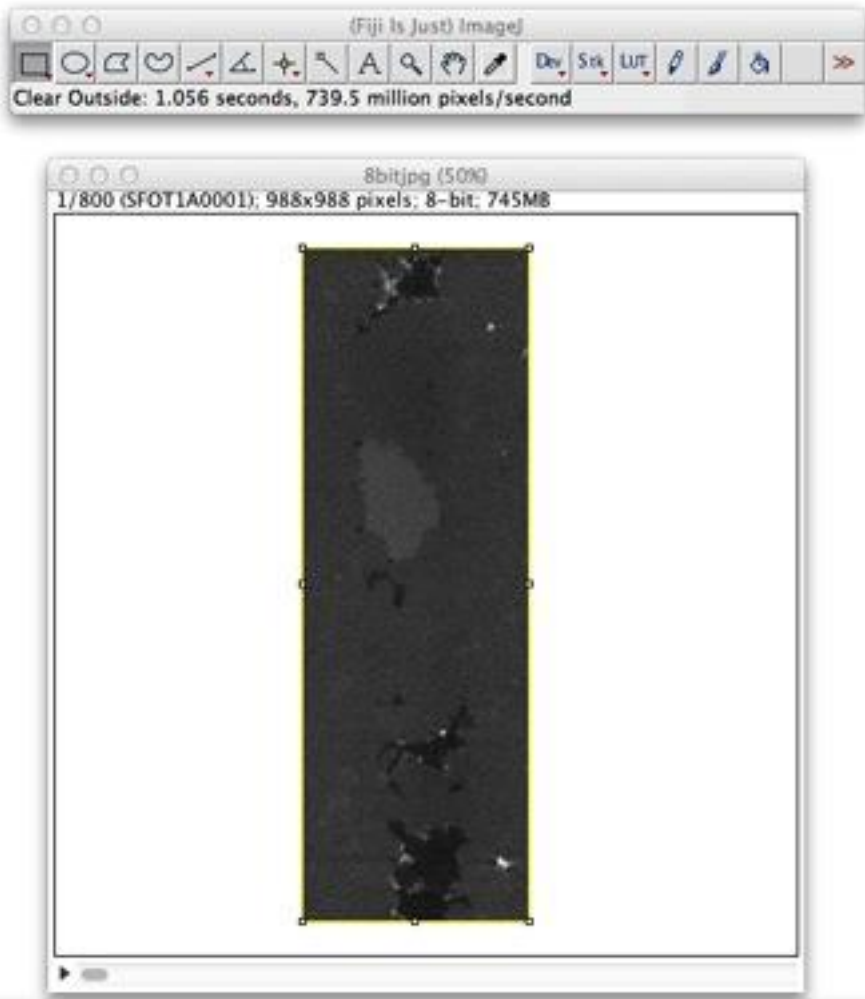 (Fiji Is Just) ImageJ
A Dev Stk LUT >>
Clear Outside: 1.056 seconds, 739.5 million pixels/second
8bitjpg (50%)
1/800 (SFOT1A0001); 988x988 pixels; 8-bit; 745MB